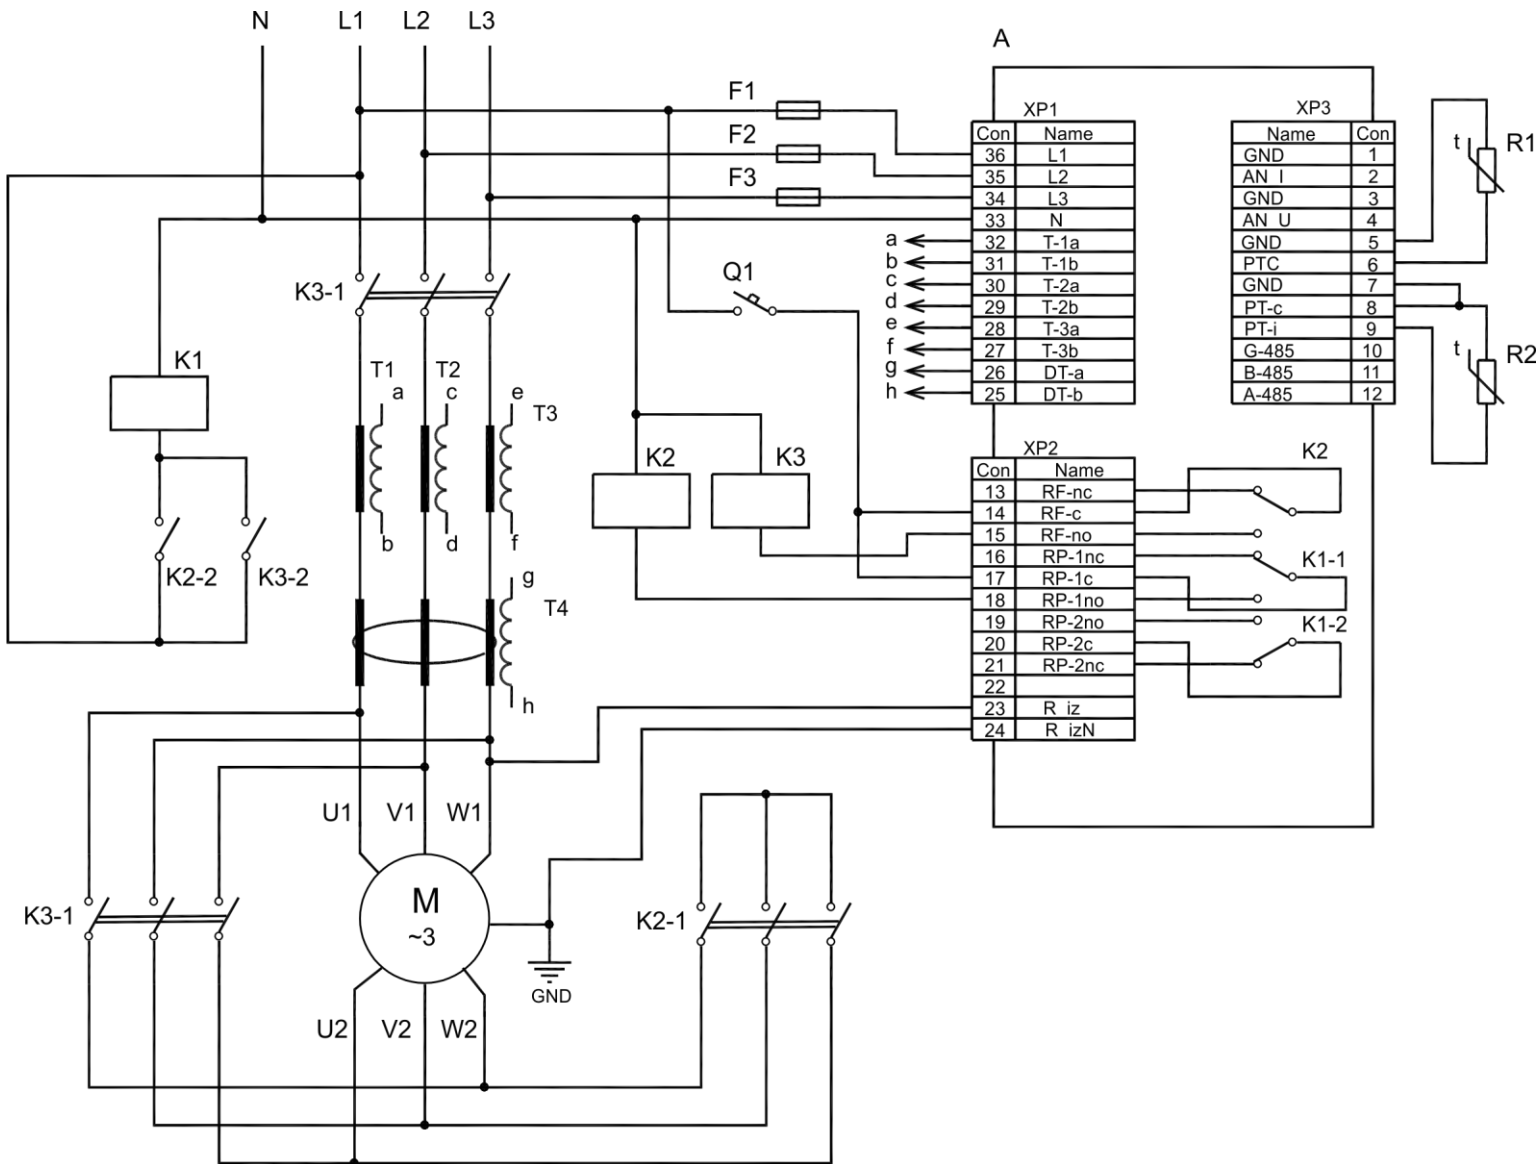 N L1 L2 L3
A
F1
F2
F3
XP1
Con Name
36 L1
35 L2
34 L3
33 N
32 T-1a
31 T-1b
30 T-2a
29 T-2b
28 T-3a
27 T-3b
26 DT-a
25 DT-b
a
b
c
d
e
f
g
h
XP3
Name Con
GND 1
AN I 2
GND 3
AN U 4
GND 5
PTC 6
GND 7
PT-c 8
PT-i 9
G-485 10
B-485 11
A-485 12
t R1
t R2
Q1
K3-1
K1
T1 a
T2 c
e T3
b d f
g T4
h
K2-2 K3-2
K2 K3
XP2
Con Name
13 RF-nc
14 RF-c
15 RF-no
16 RP-1nc
17 RP-1c
18 RP-1no
19 RP-2no
20 RP-2c
21 RP-2nc
22
23 R iz
24 R izN
K2
K1-1
K1-2
U1 V1 W1
K3-1
M
~3
K2-1
GND
U2 V2 W2